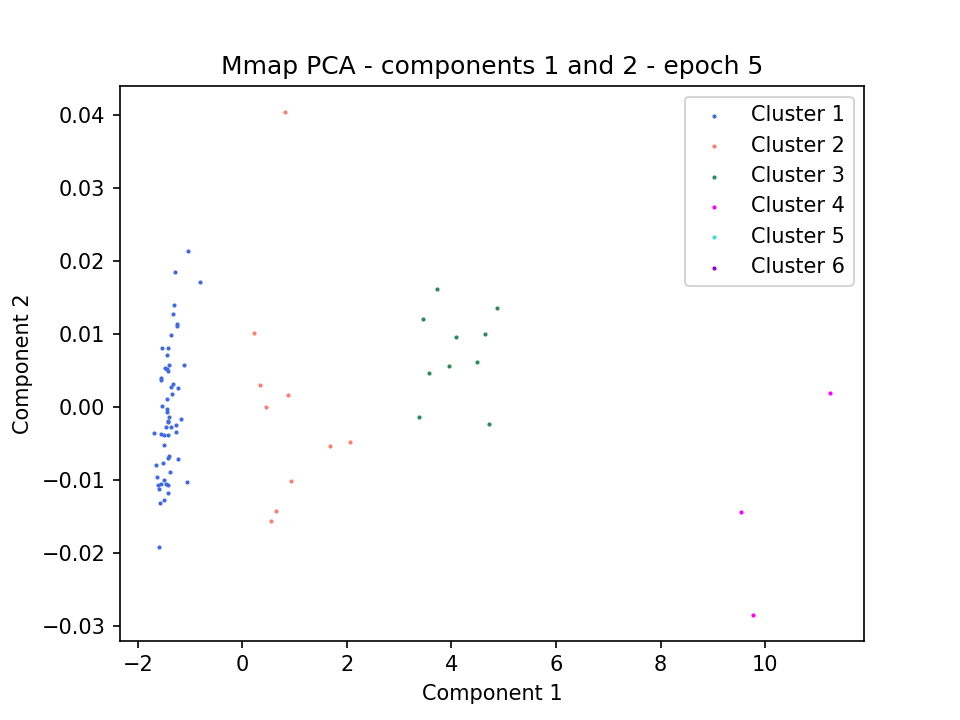 Mmap PCA - components 1 and 2 - epoch 5
Cluster 1
Cluster 2
Cluster 3
Cluster 4
Cluster 5
Cluster 6
Component 2
0.04
0.03
0.02
0.01
0.00
−0.01
−0.02
−0.03
−2 0 2 4 6 8 10
Component 1